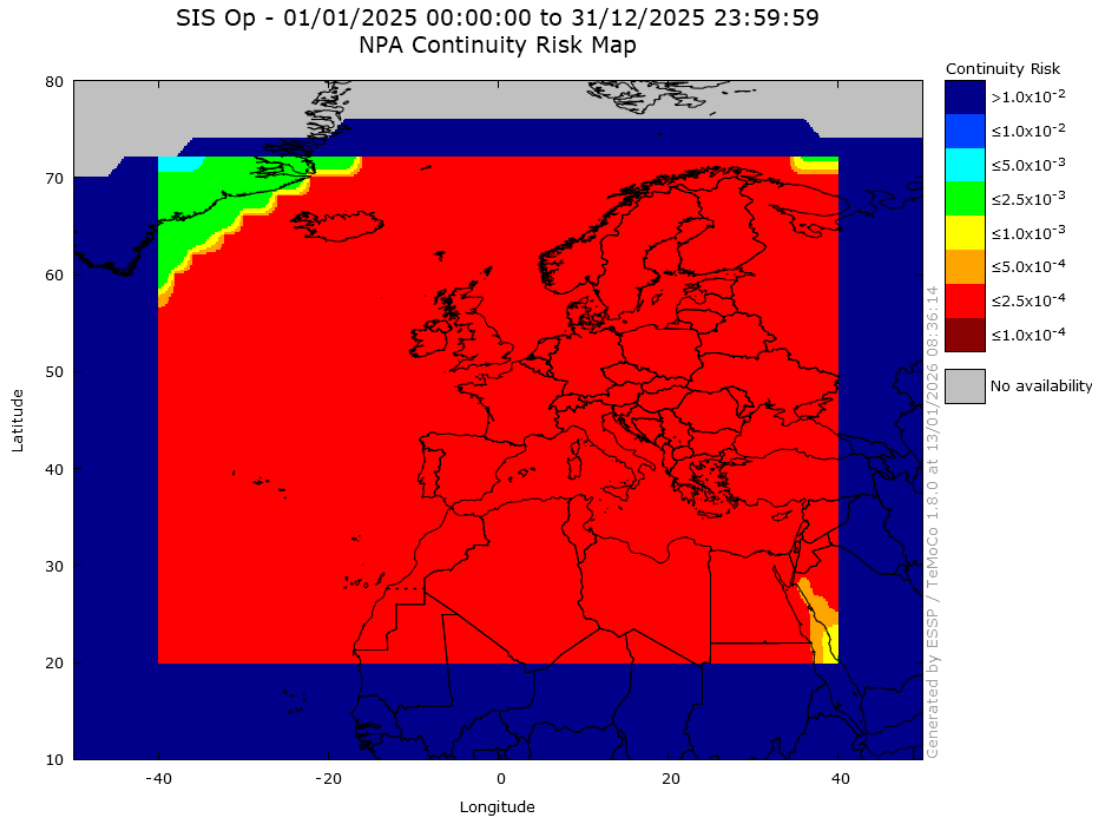 SIS Op - 01/01/2025 00:00:00 to 31/12/2025 23:59:59
NPA Continuity Risk Map
Continuity Risk
>1.0x10⁻²
≤1.0x10⁻²
≤5.0x10⁻³
≤2.5x10⁻³
≤1.0x10⁻³
≤5.0x10⁻⁴
≤2.5x10⁻⁴
≤1.0x10⁻⁴
No availability
Latitude
80
70
60
50
40
30
20
10
-40
-20
0
20
40
Longitude
Generated by ESSP / TeMoCo 1.8.0 at 13/01/2026 08:36:14